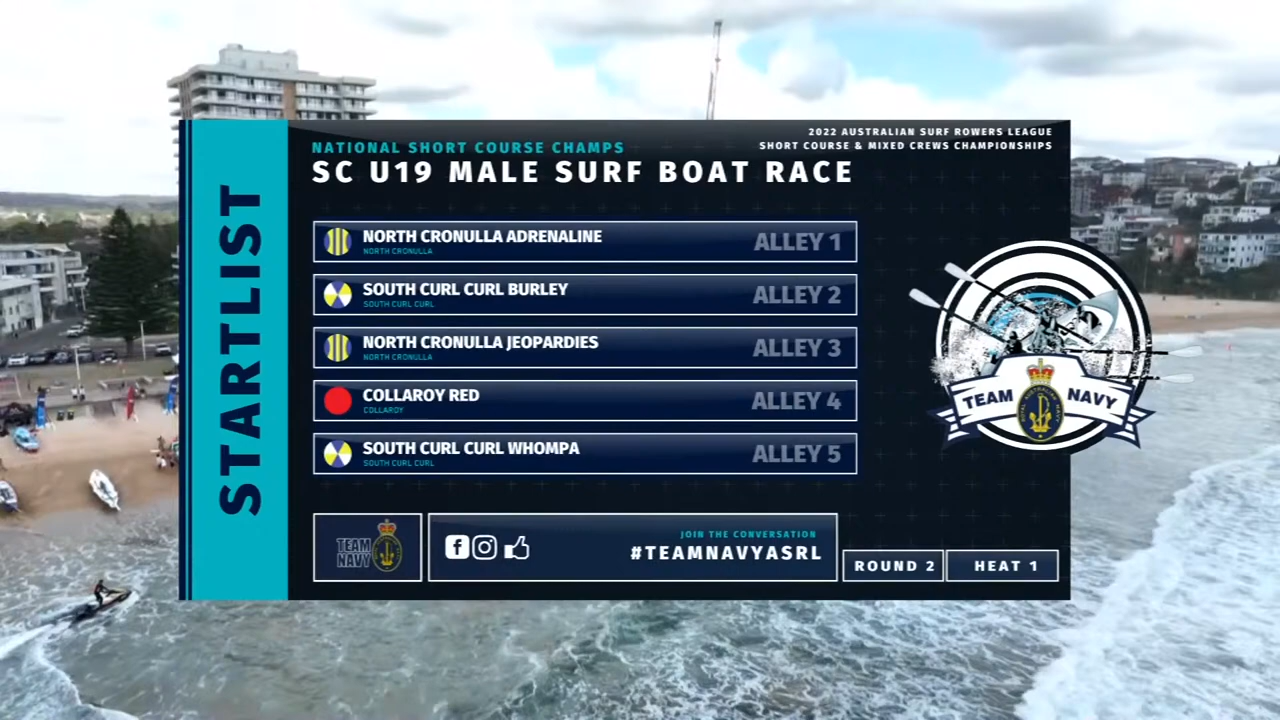 STARTLIST
NATIONAL SHORT COURSE CHAMPS
SC U19 MALE SURF BOAT RACE
2022 AUSTRALIAN SURF ROWERS LEAGUE
SHORT COURSE & MIXED CREWS CHAMPIONSHIPS
NORTH CRONULLA ADRENALINE
NORTH CRONULLA
ALLEY 1
SOUTH CURL CURL BURLEY
SOUTH CURL CURL
ALLEY 2
NORTH CRONULLA JEOPARDIES
NORTH CRONULLA
ALLEY 3
COLLAROY RED
COLLAROY
ALLEY 4
SOUTH CURL CURL WHOMPA
SOUTH CURL CURL
ALLEY 5
TEAM NAVY
ROYAL AUSTRALIAN NAVY
TEAM
NAVY
JOIN THE CONVERSATION
#TEAMNAVYASRL
ROUND 2
HEAT 1